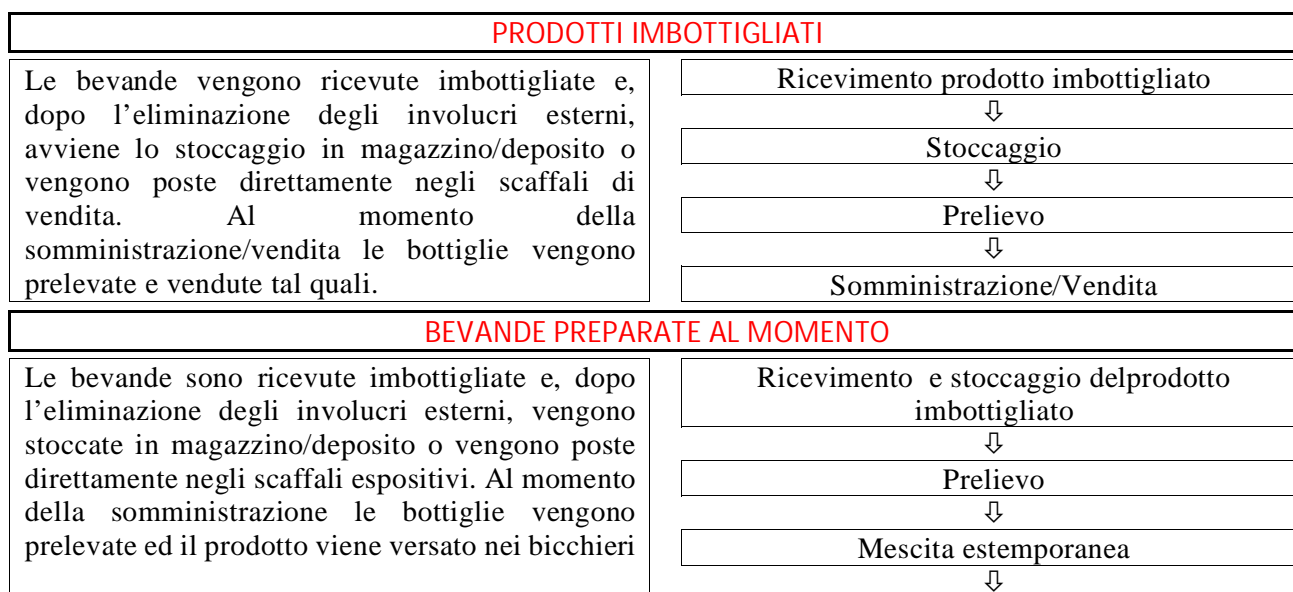 PRODOTTI IMBOTTIGLIATI
Le bevande vengono ricevute imbottigliate e,
dopo l’eliminazione degli involucri esterni,
avviene lo stoccaggio in magazzino/deposito o
vengono poste direttamente negli scaffali di
vendita. Al momento della
somministrazione/vendita le bottiglie vengono
prelevate e vendute tal quali.
Ricevimento prodotto imbottigliato
⇩
Stoccaggio
⇩
Prelievo
⇩
Somministrazione/Vendita
BEVANDE PREPARATE AL MOMENTO
Le bevande sono ricevute imbottigliate e, dopo
l’eliminazione degli involucri esterni, vengono
stoccate in magazzino/deposito o vengono poste
direttamente negli scaffali espositivi. Al momento
della somministrazione le bottiglie vengono
prelevate ed il prodotto viene versato nei bicchieri
Ricevimento e stoccaggio delprodotto
imbottigliato
⇩
Prelievo
⇩
Mescita estemporanea
⇩